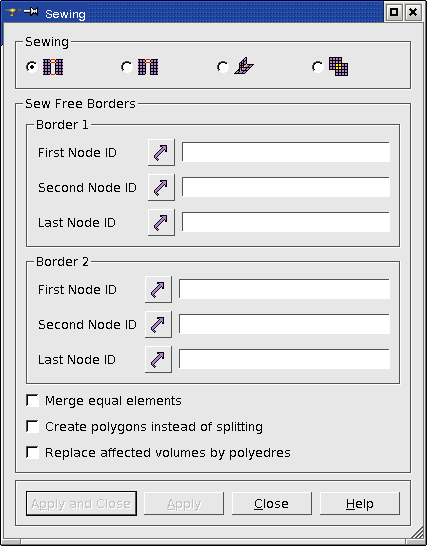 Sewing
Sewing
Sew Free Borders
Border 1
First Node ID
Second Node ID
Last Node ID
Border 2
First Node ID
Second Node ID
Last Node ID
Merge equal elements
Create polygons instead of splitting
Replace affected volumes by polyedres
Apply and Close Apply Close Help